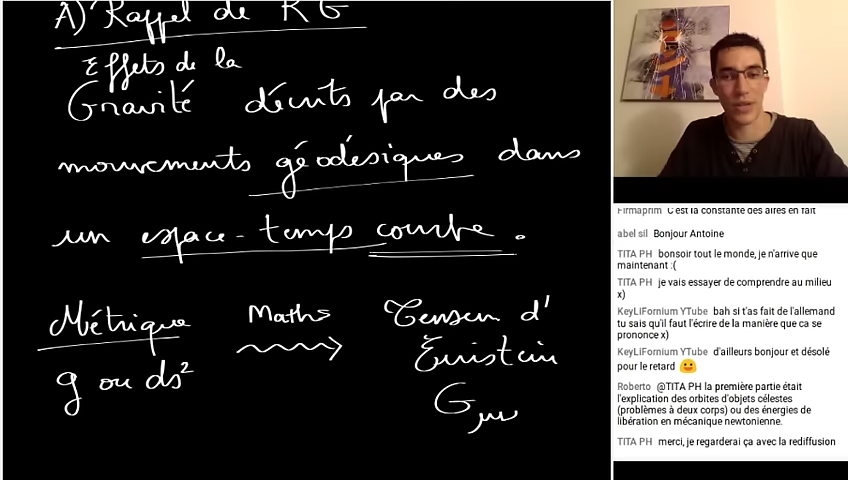 A) Rappel de RG
Effets de la
Gravité décrits par des
mouvements géodésiques dans
un espace-temps courbe.
Métrique
g ou ds²
Maths
Tenseur d'
Einstein
Gμν
Firmaprim C'est la constante des aires en fait
abel sil Bonjour Antoine
TITA PH bonsoir tout le monde, je n'arrive que
maintenant :(
TITA PH je vais essayer de comprendre au milieu
x)
KeyLiFornium YTube bah si t'as fait de l'allemand
tu sais qu'il faut l'écrire de la manière que ca se
prononce x)
KeyLiFornium YTube d'ailleurs bonjour et désolé
pour le retard
Roberto @TITA PH la première partie était
l'explication des orbites d'objets célestes
(problèmes à deux corps) ou des énergies de
libération en mécanique newtonienne.
TITA PH merci, je regarderai ça avec la rediffusion